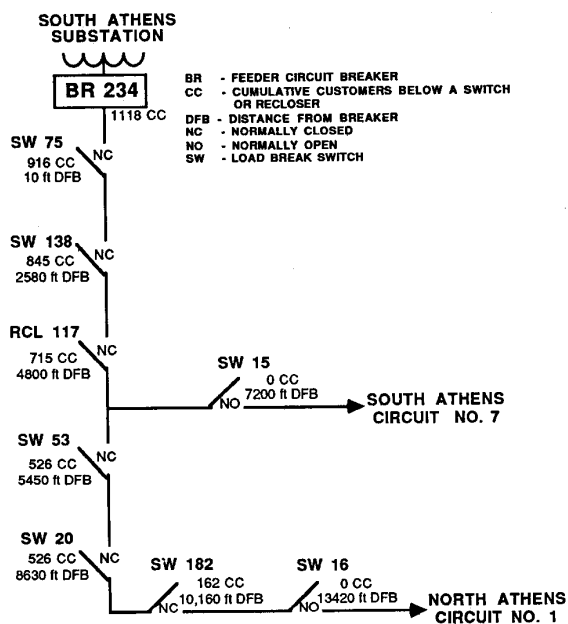 SOUTH ATHENS
SUBSTATION
BR 234
1118 CC
BR - FEEDER CIRCUIT BREAKER
CC - CUMULATIVE CUSTOMERS BELOW A SWITCH
OR RECLOSER
DFB - DISTANCE FROM BREAKER
NC - NORMALLY CLOSED
NO - NORMALLY OPEN
SW - LOAD BREAK SWITCH
SW 75
NC
916 CC
10 ft DFB
SW 138
NC
845 CC
2580 ft DFB
RCL 117
NC
715 CC
4800 ft DFB
SW 15
0 CC
7200 ft DFB
NO
SOUTH ATHENS
CIRCUIT NO. 7
SW 53
NC
526 CC
5450 ft DFB
SW 20
NC
526 CC
8630 ft DFB
SW 182
162 CC
10,160 ft DFB
NC
SW 16
0 CC
13420 ft DFB
NO
NORTH ATHENS
CIRCUIT NO. 1